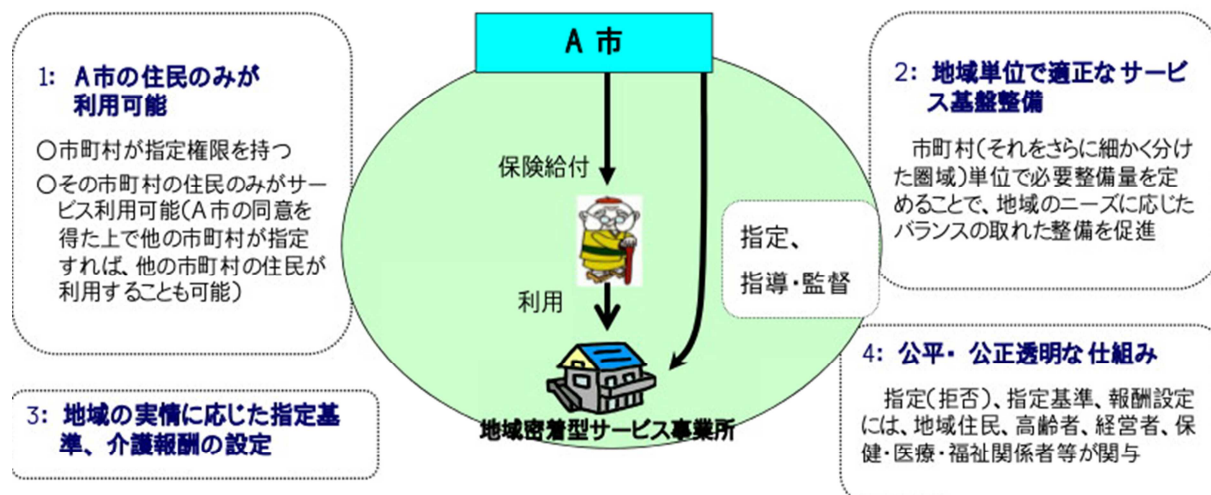 A 市
1: A市の住民のみが
利用可能
○市町村が指定権限を持つ
○その市町村の住民のみがサー
ビス利用可能(A市の同意を
得た上で他の市町村が指定
すれば、他の市町村の住民が
利用することも可能)
保険給付
利用
指定、
指導・監督
地域密着型サービス事業所
2: 地域単位で適正なサービ
ス基盤整備
市町村(それをさらに細かく分け
た圏域)単位で必要整備量を定
めることで、地域のニーズに応じた
バランスの取れた整備を促進
3: 地域の実情に応じた指定基
準、介護報酬の設定
4: 公平・公正透明な仕組み
指定(拒否)、指定基準、報酬設定
には、地域住民、高齢者、経営者、保
健・医療・福祉関係者等が関与